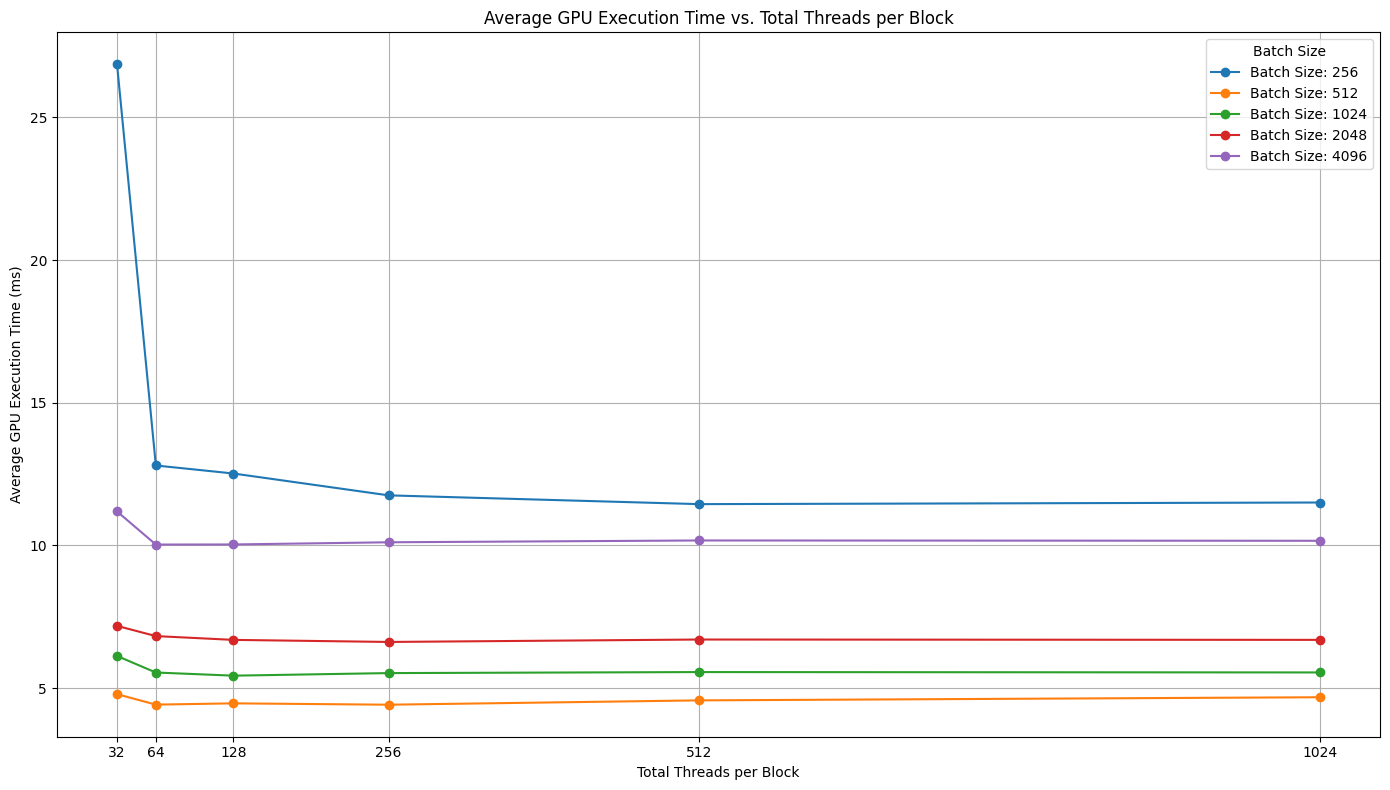 Average GPU Execution Time vs. Total Threads per Block
Batch Size
Batch Size: 256
Batch Size: 512
Batch Size: 1024
Batch Size: 2048
Batch Size: 4096
Average GPU Execution Time (ms)
25
20
15
10
5
32 64 128 256 512 1024
Total Threads per Block